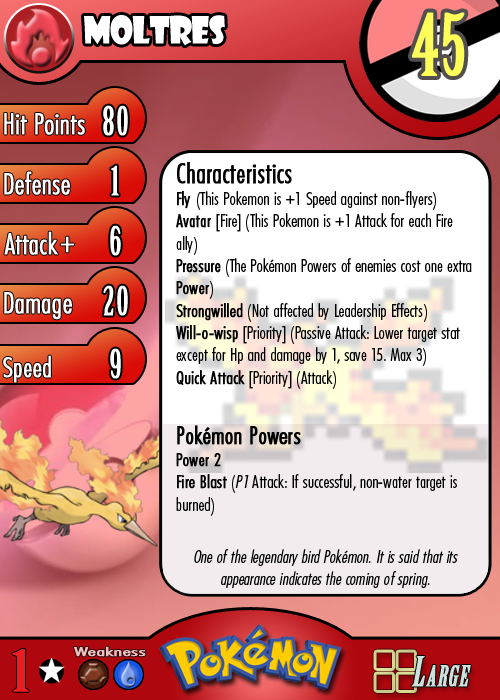 MOLTRES
45
Hit Points 80
Defense 1
Attack+ 6
Damage 20
Speed 9
Characteristics
Fly (This Pokemon is +1 Speed against non-flyers)
Avatar [Fire] (This Pokemon is +1 Attack for each Fire
ally)
Pressure (The Pokémon Powers of enemies cost one extra
Power)
Strongwilled (Not affected by Leadership Effects)
Will-o-wisp [Priority] (Passive Attack: Lower target stat
except for Hp and damage by 1, save 15. Max 3)
Quick Attack [Priority] (Attack)
Pokémon Powers
Power 2
Fire Blast (P1 Attack: If successful, non-water target is
burned)
One of the legendary bird Pokémon. It is said that its
appearance indicates the coming of spring.
1
Weakness
POKéMON
LARGE